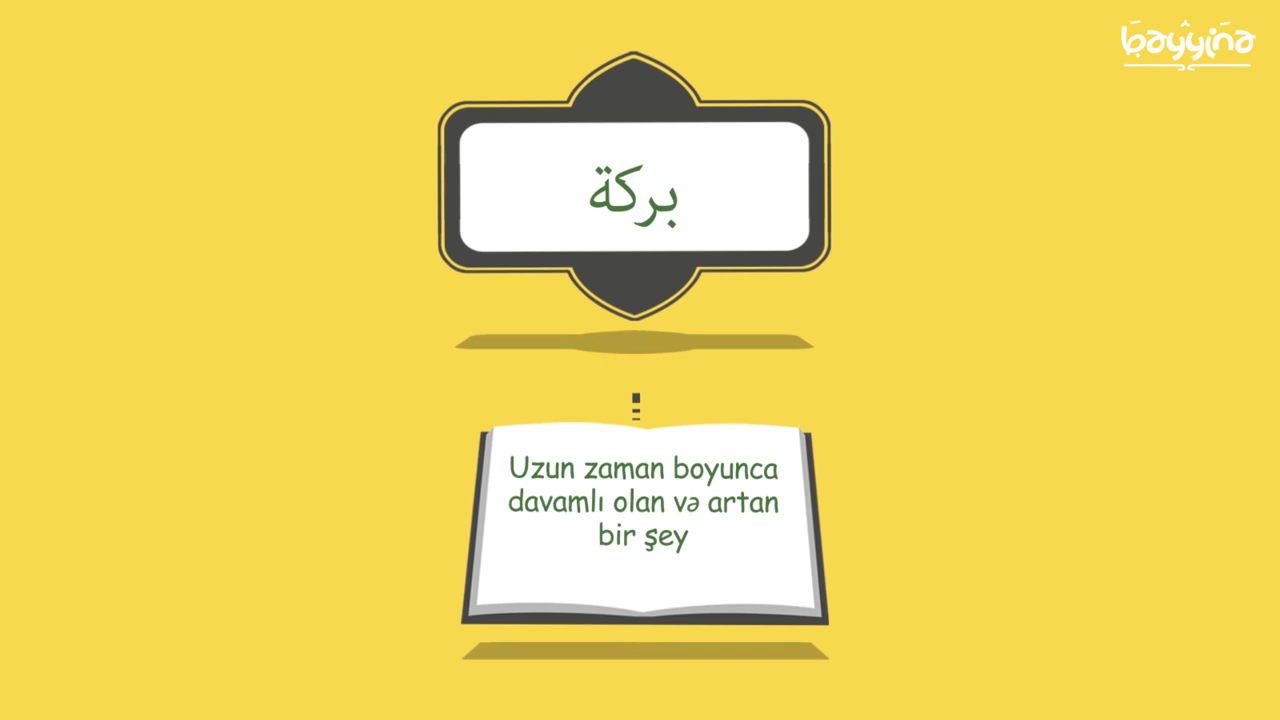 bayyina
بركة
Uzun zaman boyunca
davamlı olan və artan
bir şey